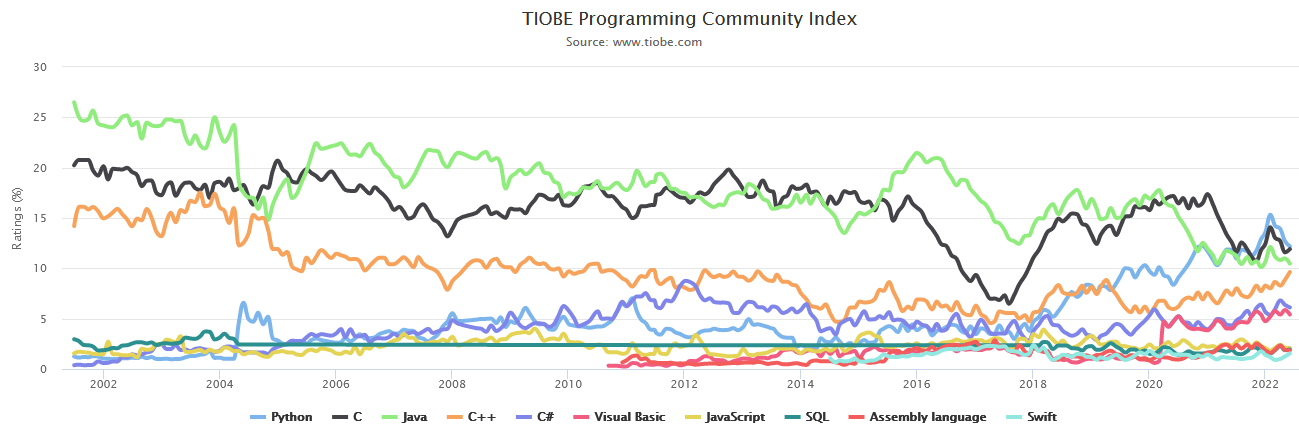 TIOBE Programming Community Index
Source: www.tiobe.com
Ratings (%)
30
25
20
15
10
5
0
2002 2004 2006 2008 2010 2012 2014 2016 2018 2020 2022
Python C Java C++ C# Visual Basic JavaScript SQL Assembly language Swift